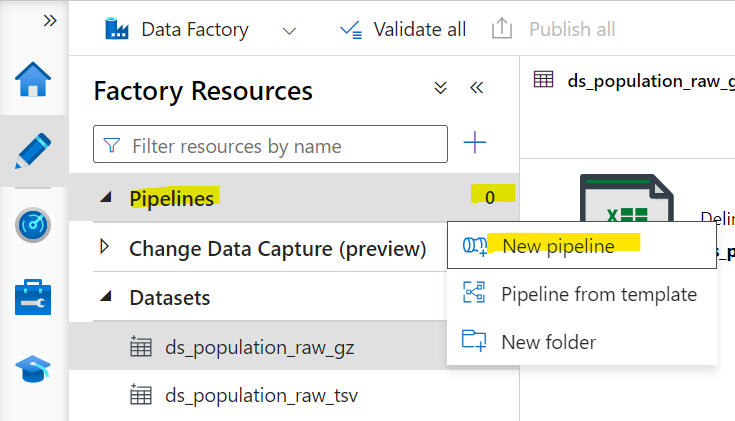 »
Data Factory
Validate all
Publish all
Factory Resources
Filter resources by name
Pipelines 0
Change Data Capture (preview)
Datasets
ds_population_raw_gz
ds_population_raw_tsv
New pipeline
Pipeline from template
New folder
ds_population_raw_g
X
Deli
s_p